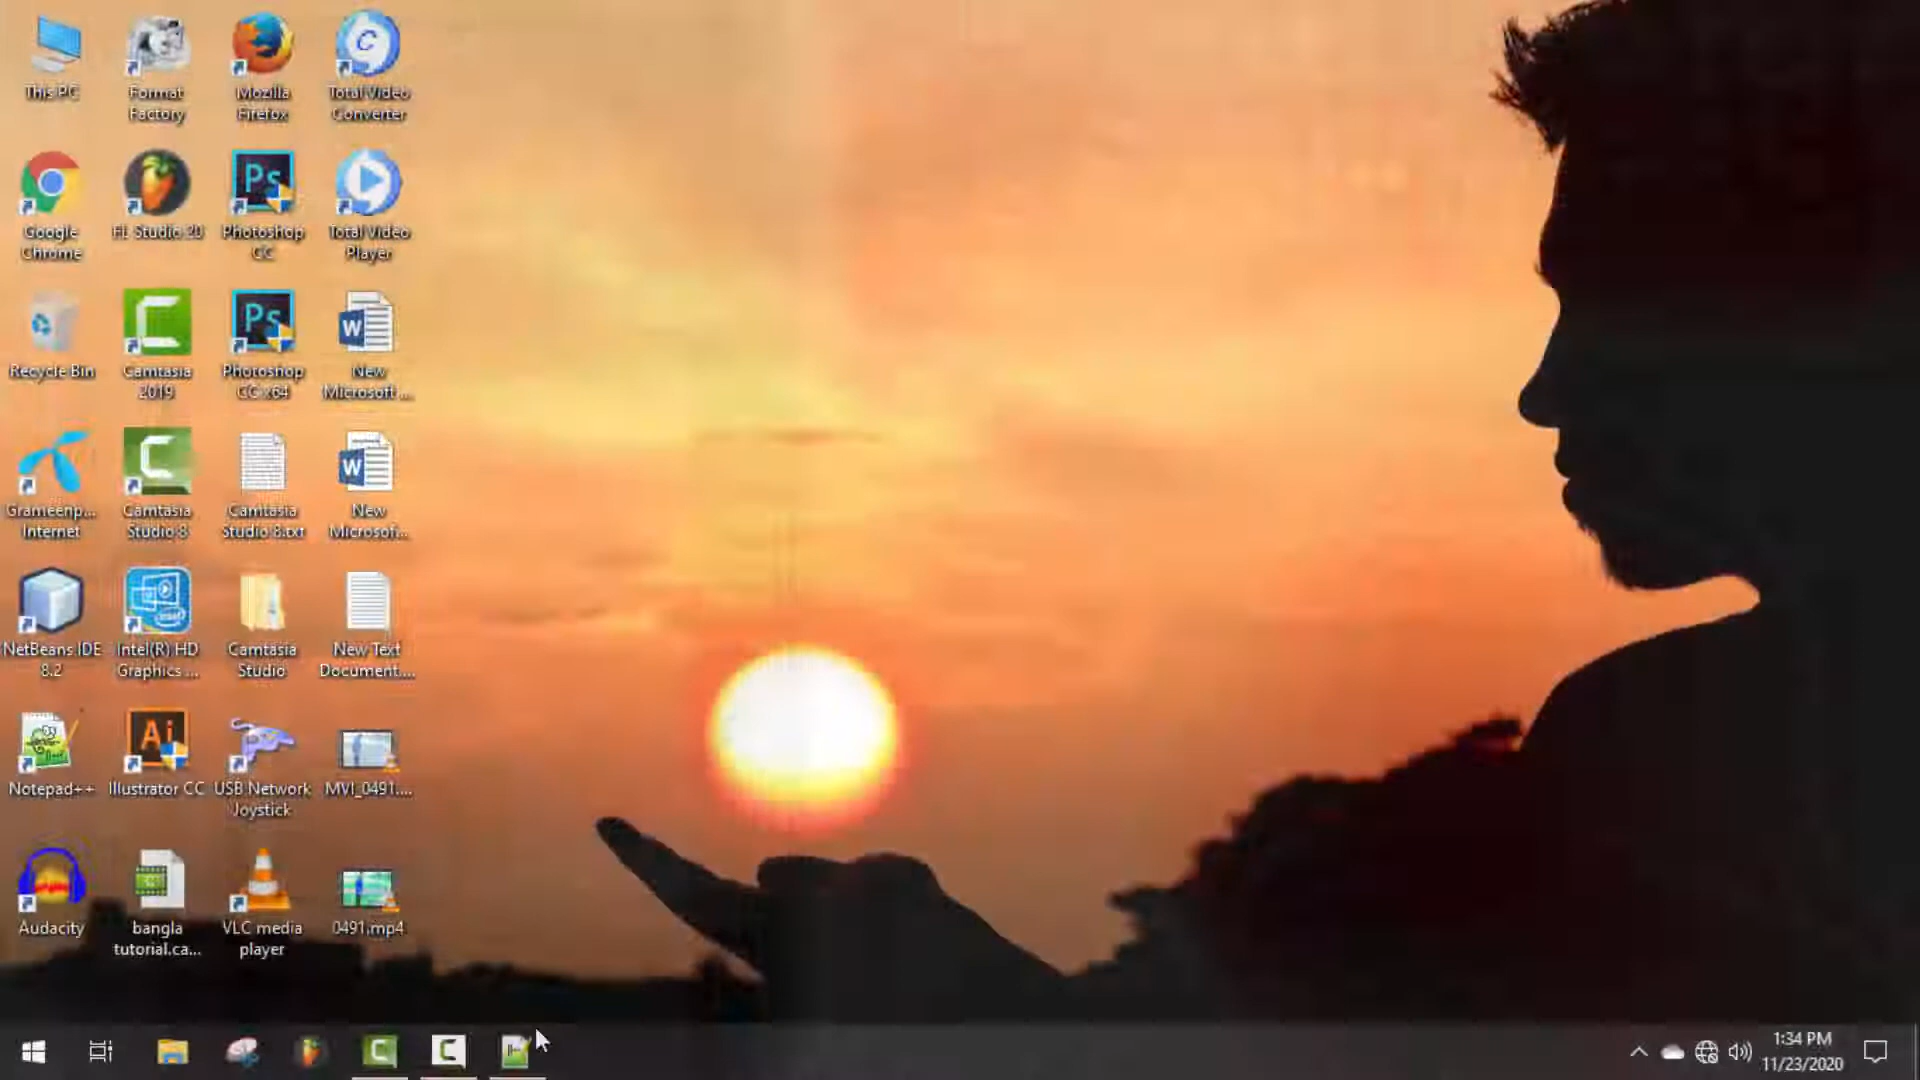 This PC
Format
Factory
Mozilla
Firefox
Total Video
Converter
Google
Chrome
FL Studio 20
Photoshop
CC
Total Video
Player
Recycle Bin
Camtasia
2019
Photoshop
CC x64
New
Microsoft ...
Grameenp...
Internet
Camtasia
Studio 8
Camtasia
Studio 8.txt
New
Microsoft...
NetBeans IDE
8.2
Intel(R) HD
Graphics ...
Camtasia
Studio
New Text
Document....
Notepad++
Illustrator CC
USB Network
Joystick
MVI_0491....
Audacity
bangla
tutorial.ca...
VLC media
player
0491.mp4
1:34 PM
11/23/2020